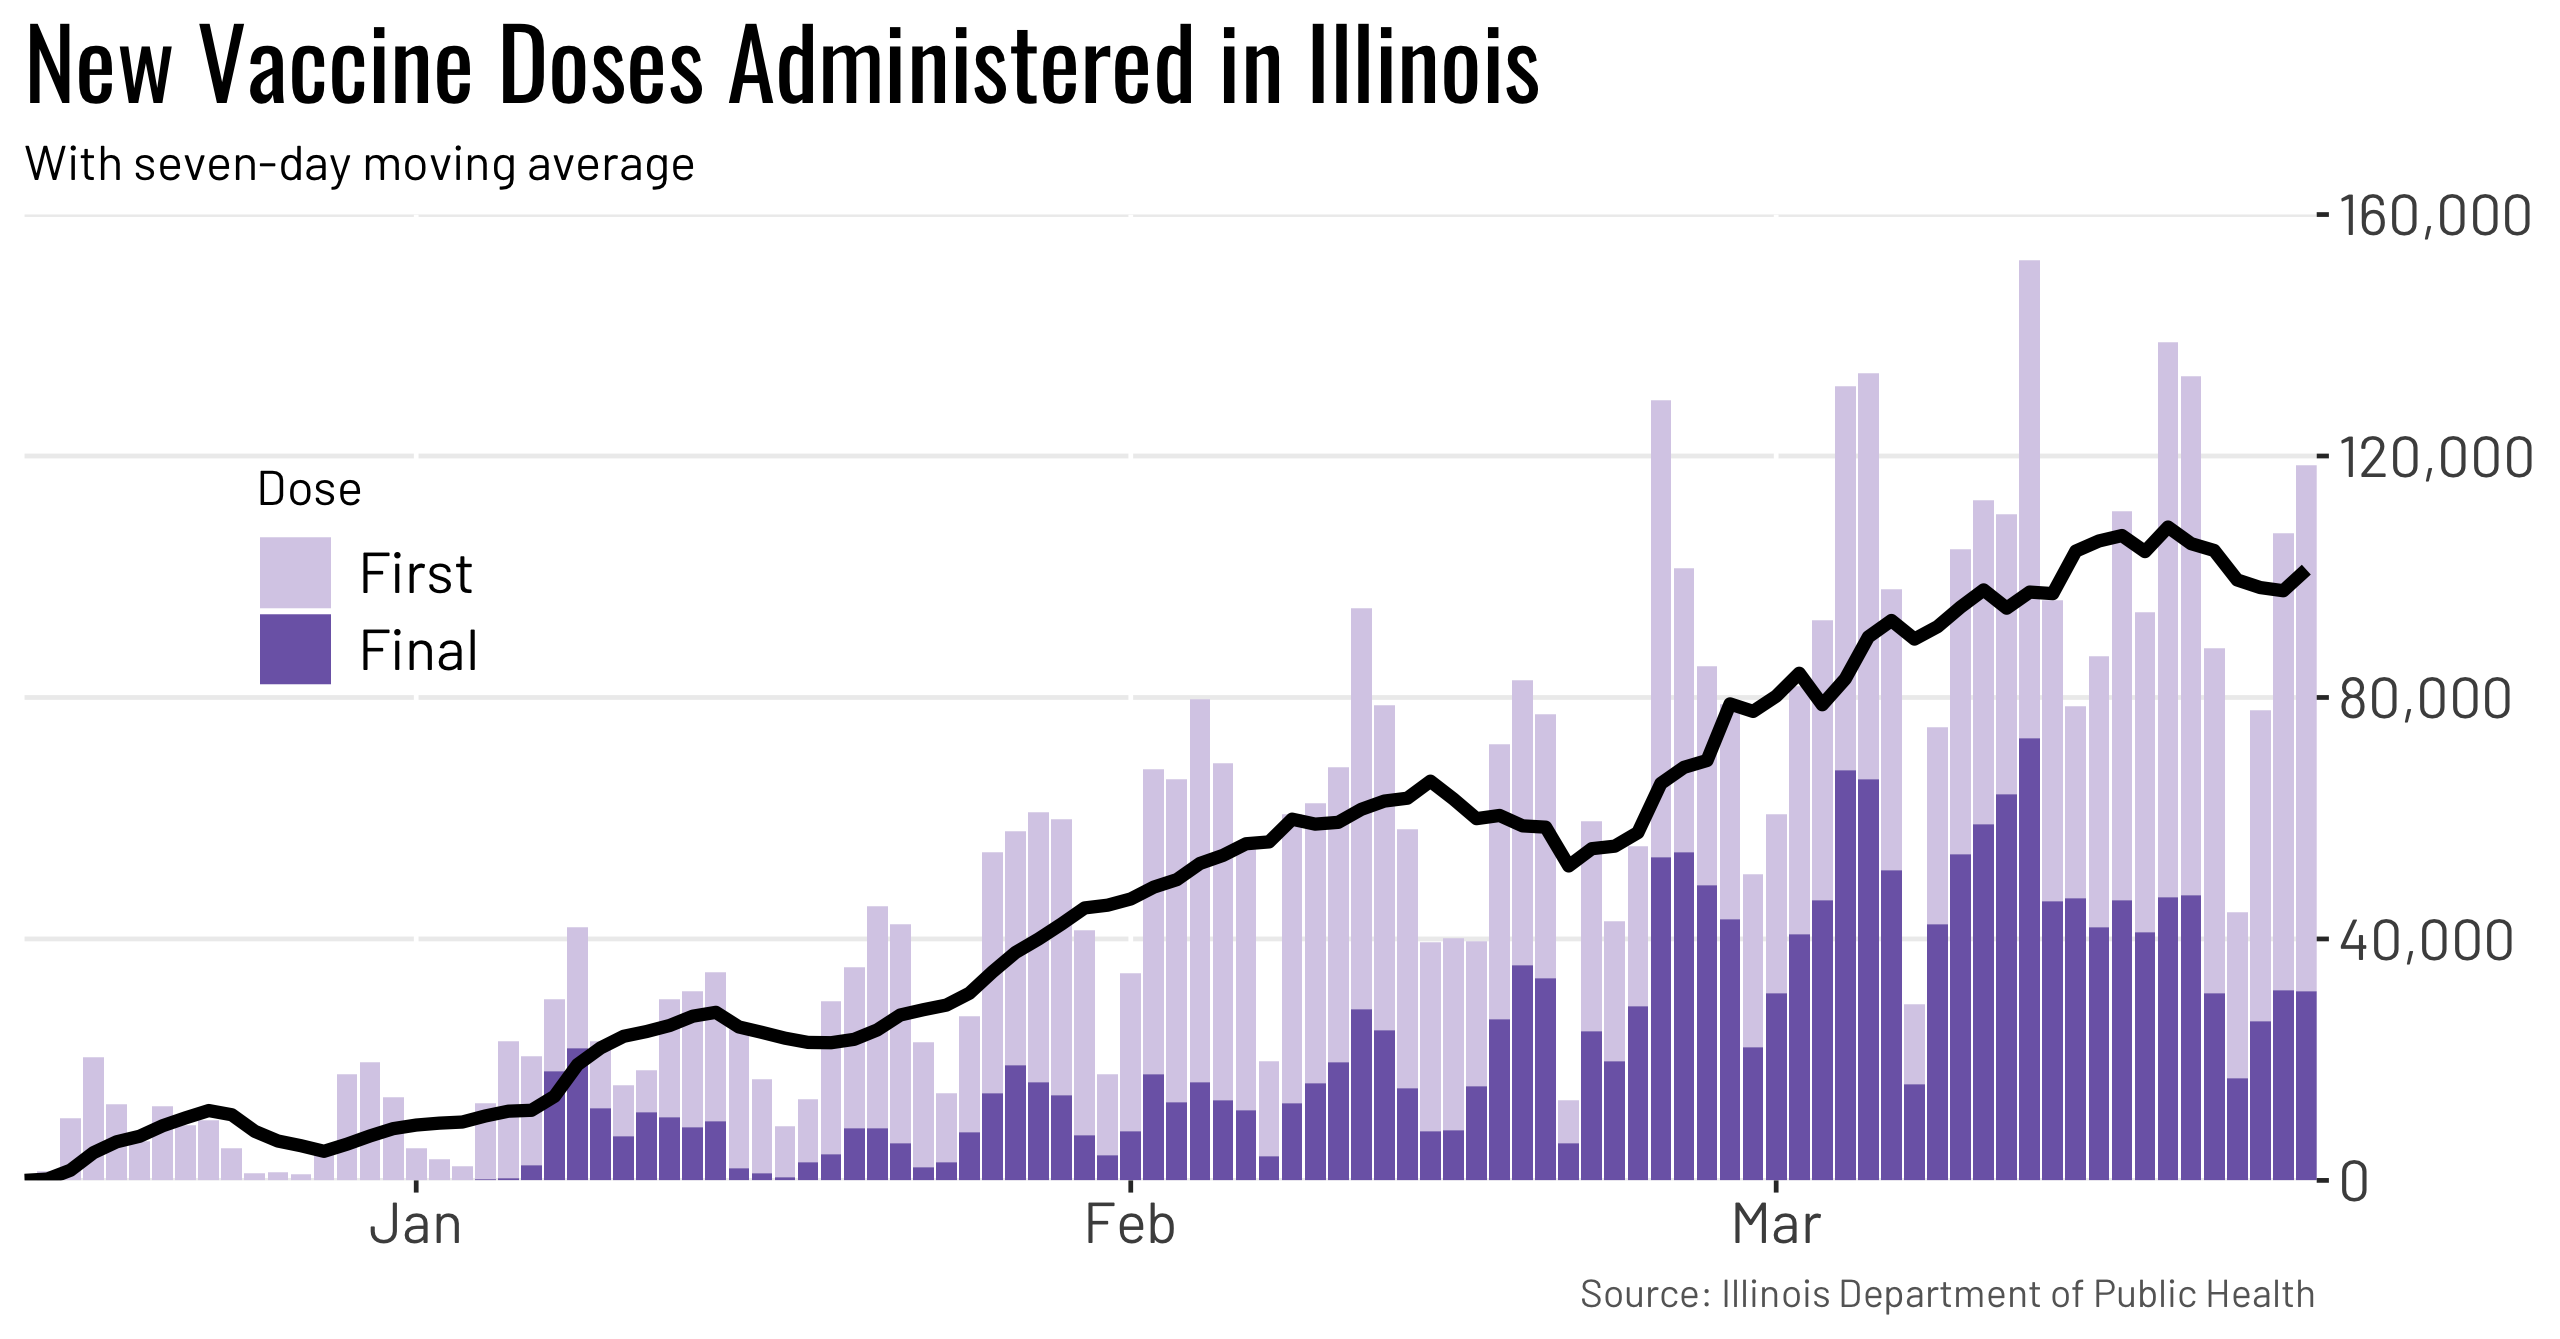 New Vaccine Doses Administered in Illinois
With seven-day moving average
160,000
120,000
Dose
First
Final
80,000
40,000
0
Jan Feb Mar
Source: Illinois Department of Public Health